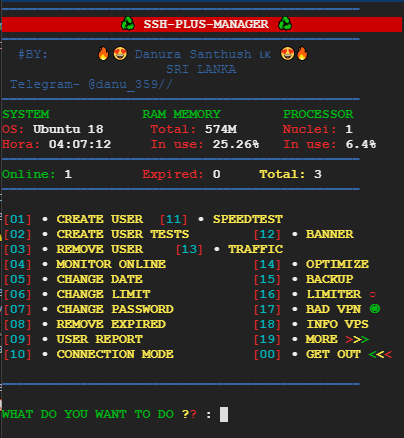 ♻ SSH-PLUS-MANAGER ♻
#BY: 🔥😍 Danura Santhush ʟᴋ 😍🔥
SRI LANKA
Telegram- @danu_359//
SYSTEM RAM MEMORY PROCESSOR
OS: Ubuntu 18 Total: 574M Nuclei: 1
Hora: 04:07:12 In use: 25.26% In use: 6.4%
Online: 1 Expired: 0 Total: 3
[01] • CREATE USER [11] • SPEEDTEST
[02] • CREATE USER TESTS [12] • BANNER
[03] • REMOVE USER [13] • TRAFFIC
[04] • MONITOR ONLINE [14] • OPTIMIZE
[05] • CHANGE DATE [15] • BACKUP
[06] • CHANGE LIMIT [16] • LIMITER ○
[07] • CHANGE PASSWORD [17] • BAD VPN ◉
[08] • REMOVE EXPIRED [18] • INFO VPS
[09] • USER REPORT [19] • MORE >>>
[10] • CONNECTION MODE [00] • GET OUT <<<
WHAT DO YOU WANT TO DO ?? :